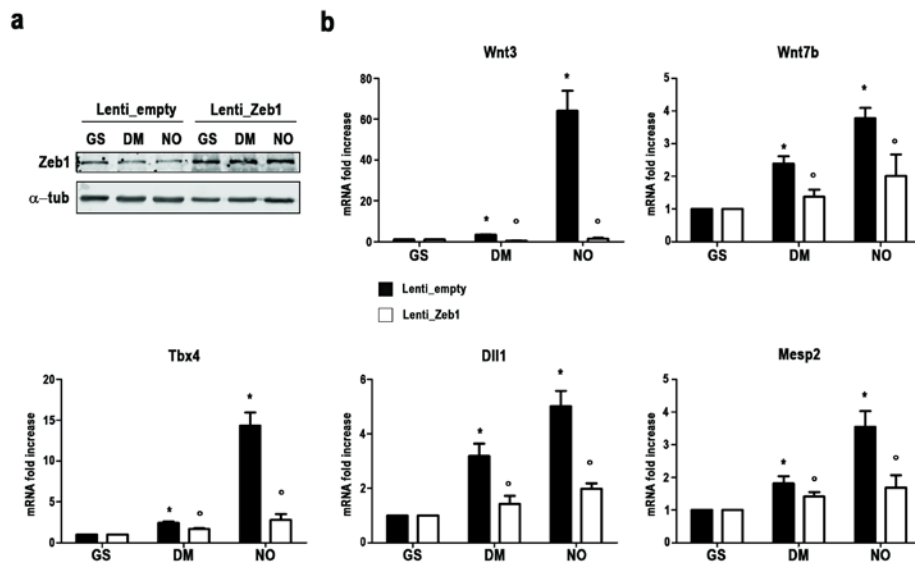 a
Lenti_empty Lenti_Zeb1
GS DM NO GS DM NO
Zeb1
α–tub
b
Wnt3
mRNA fold increase
80
60
40
20
0
*
*
o
o
GS DM NO
Wnt7b
mRNA fold increase
5
4
3
2
1
0
*
*
o
o
GS DM NO
Lenti_empty
Lenti_Zeb1
Tbx4
mRNA fold increase
20
15
10
5
0
*
*
o
o
GS DM NO
Dll1
mRNA fold increase
6
4
2
0
*
*
o
o
GS DM NO
Mesp2
mRNA fold increase
5
4
3
2
1
0
*
*
o
o
GS DM NO